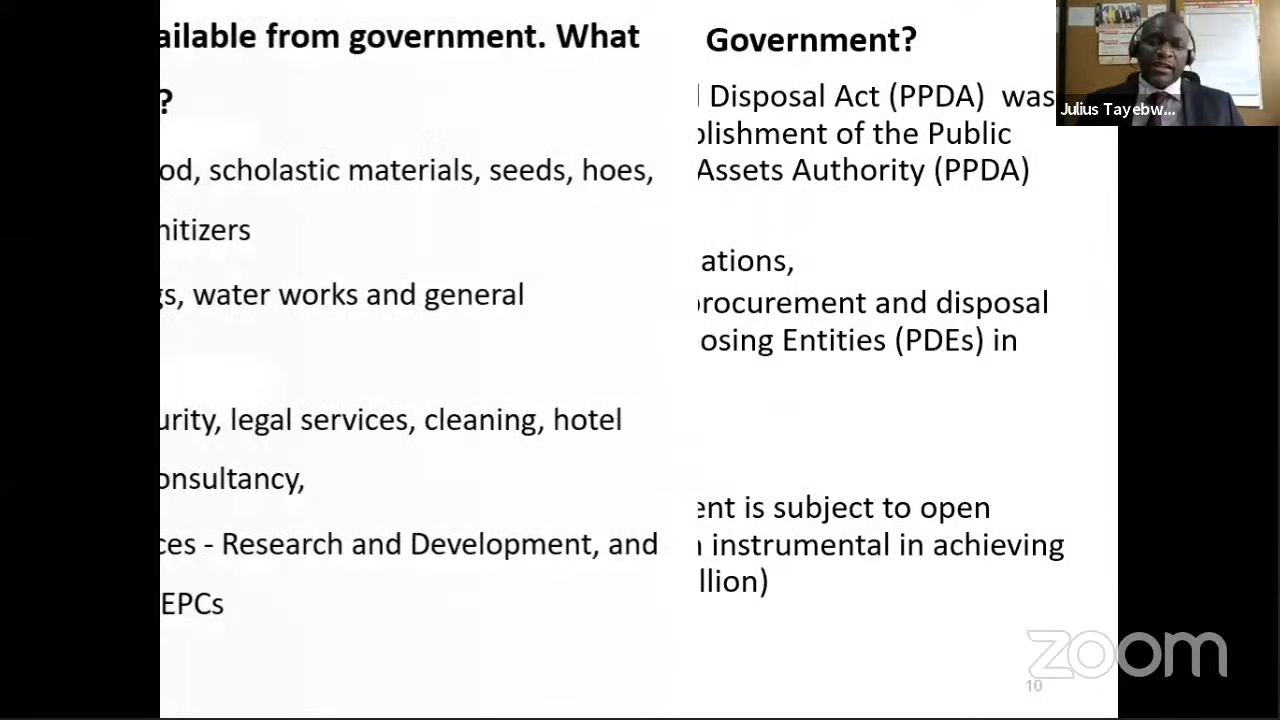 ailable from government. What
?
od, scholastic materials, seeds, hoes,
nitizers
gs, water works and general
urity, legal services, cleaning, hotel
onsultancy,
ces - Research and Development, and
EPCs
Government?
l Disposal Act (PPDA) was
blishment of the Public
Assets Authority (PPDA)
ations,
procurement and disposal
osing Entities (PDEs) in
ent is subject to open
n instrumental in achieving
llion)
10
Julius Tayebw...
zoom